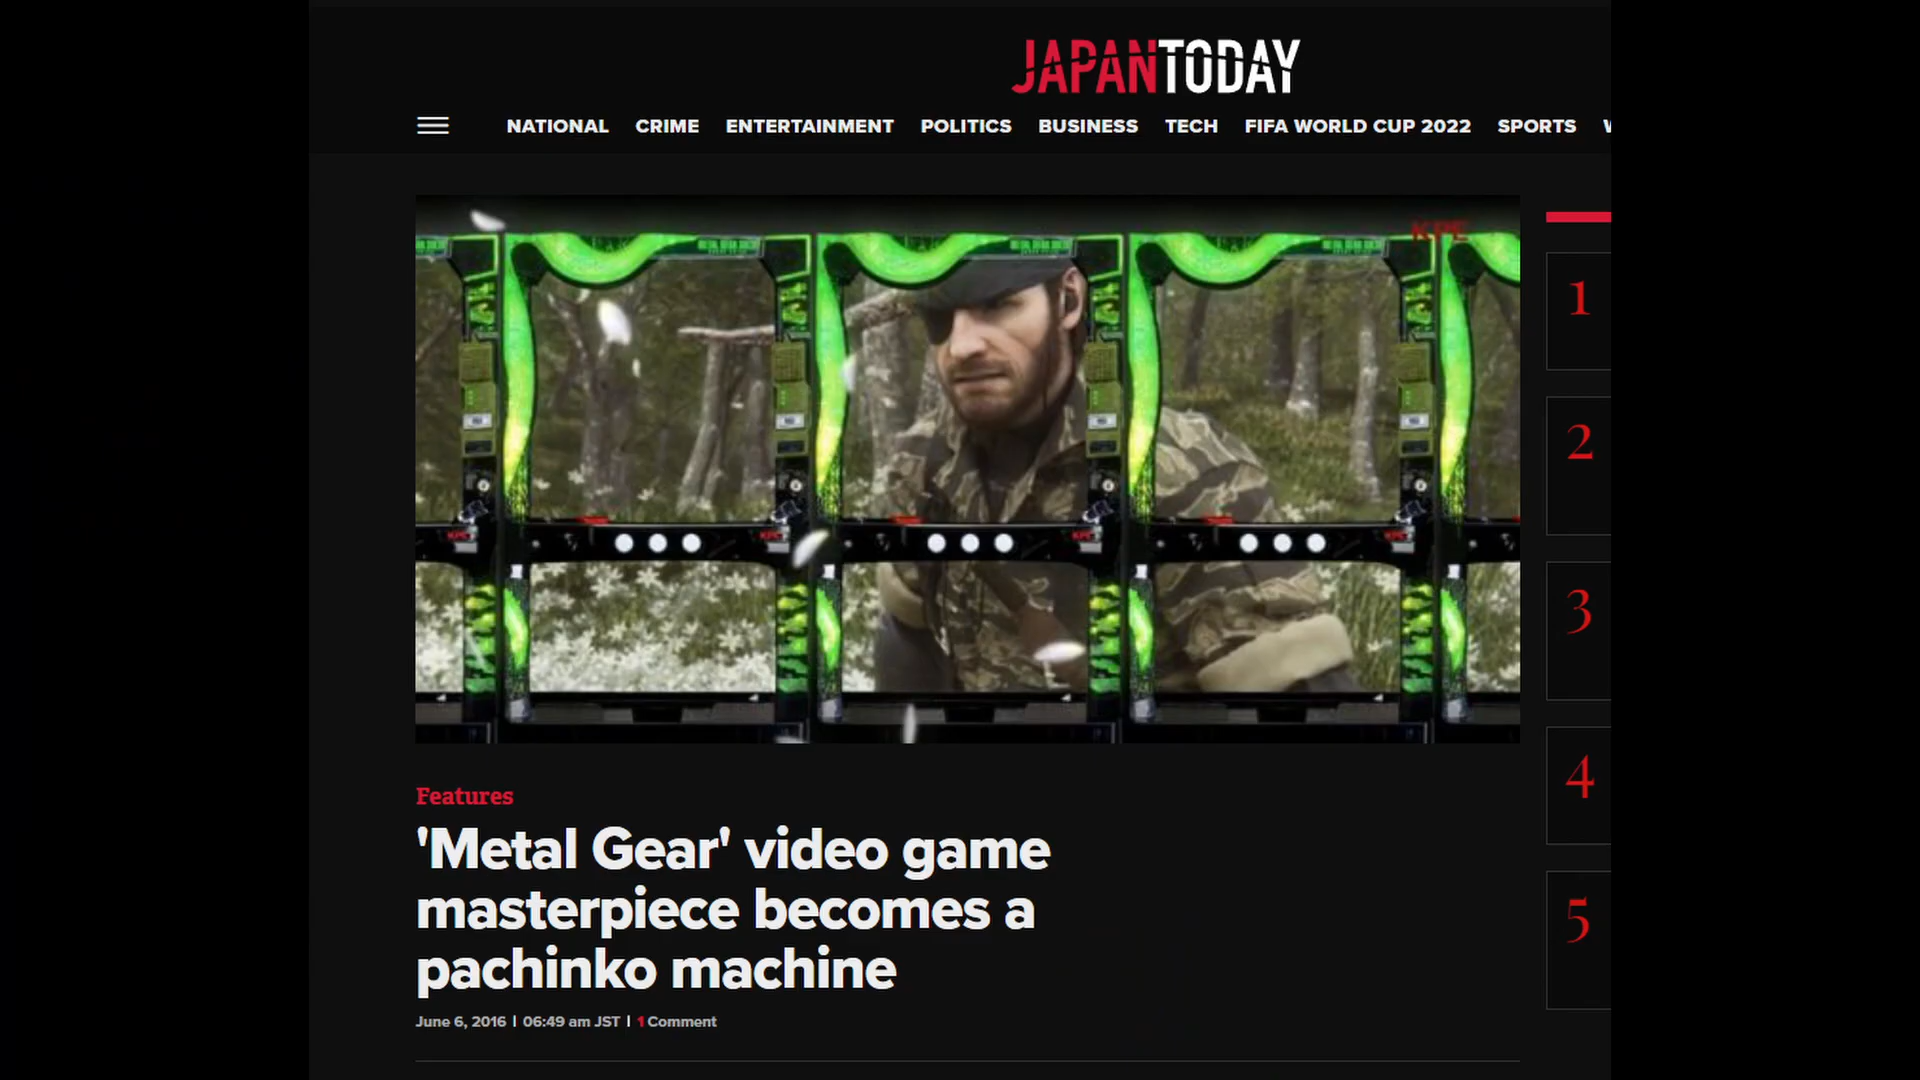 JAPANTODAY
NATIONAL CRIME ENTERTAINMENT POLITICS BUSINESS TECH FIFA WORLD CUP 2022 SPORTS
KPE
1
2
3
4
5
Features
'Metal Gear' video game
masterpiece becomes a
pachinko machine
June 6, 2016 | 06:49 am JST | 1 Comment